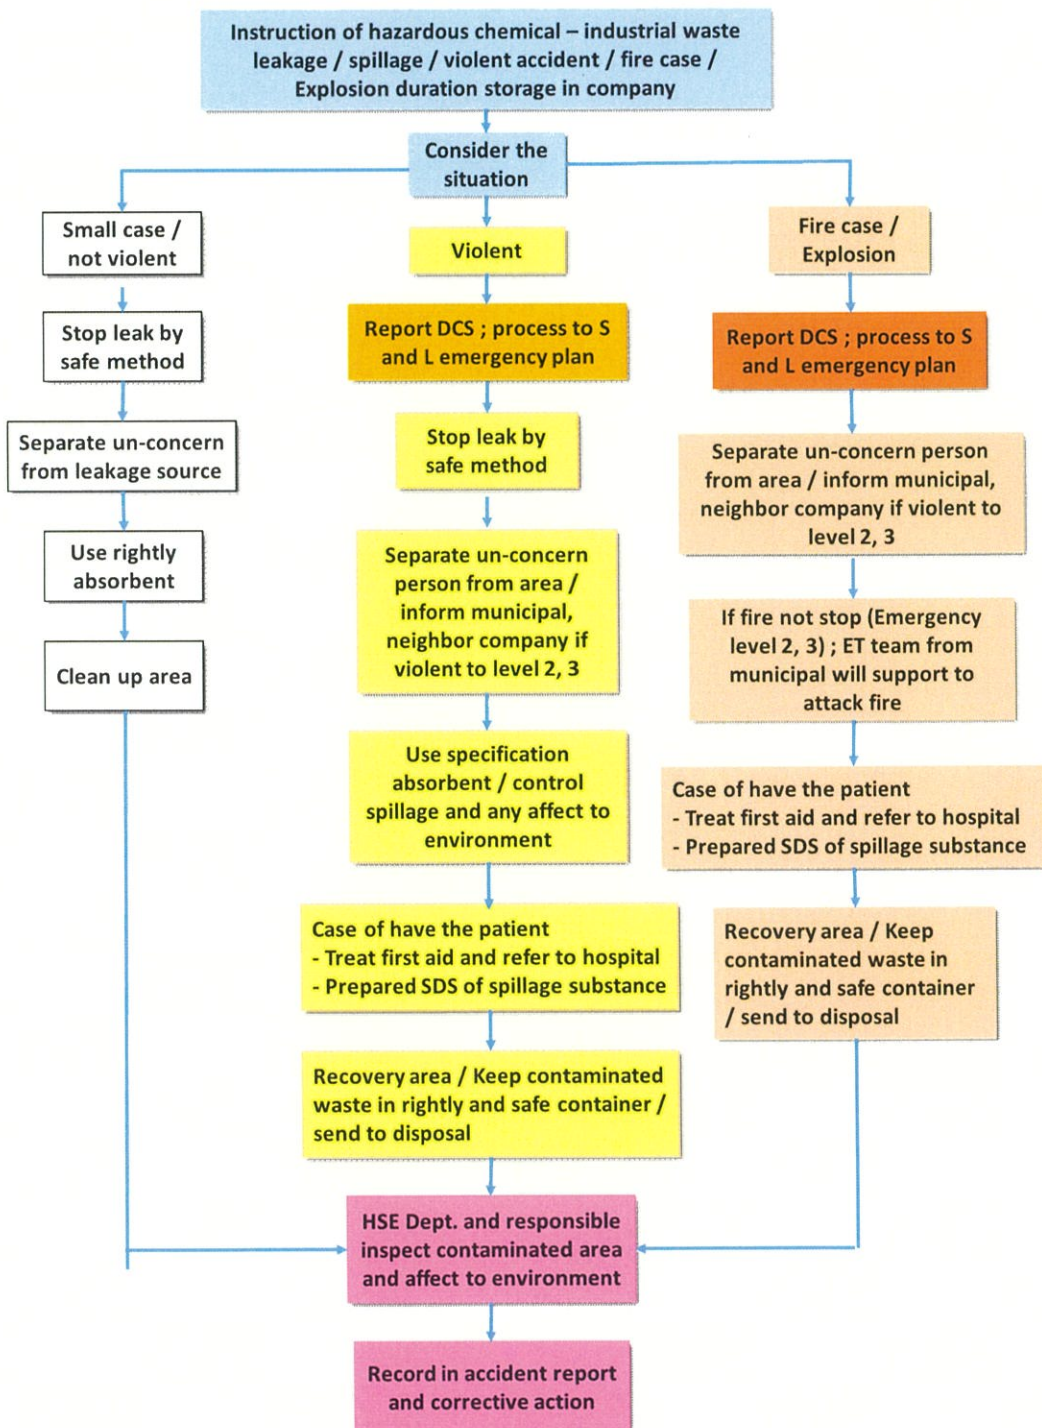 Instruction of hazardous chemical – industrial waste
leakage / spillage / violent accident / fire case /
Explosion duration storage in company
Consider the
situation
Small case /
not violent
Stop leak by
safe method
Separate un-concern
from leakage source
Use rightly
absorbent
Clean up area
Violent
Report DCS ; process to S
and L emergency plan
Stop leak by
safe method
Separate un-concern
person from area /
inform municipal,
neighbor company if
violent to level 2, 3
Use specification
absorbent / control
spillage and any affect to
environment
Case of have the patient
- Treat first aid and refer to hospital
- Prepared SDS of spillage substance
Recovery area / Keep contaminated
waste in rightly and safe container /
send to disposal
Fire case /
Explosion
Report DCS ; process to S
and L emergency plan
Separate un-concern person
from area / inform municipal,
neighbor company if violent to
level 2, 3
If fire not stop (Emergency
level 2, 3) ; ET team from
municipal will support to
attack fire
Case of have the patient
- Treat first aid and refer to hospital
- Prepared SDS of spillage substance
Recovery area / Keep
contaminated waste in
rightly and safe container
/ send to disposal
HSE Dept. and responsible
inspect contaminated area
and affect to environment
Record in accident report
and corrective action